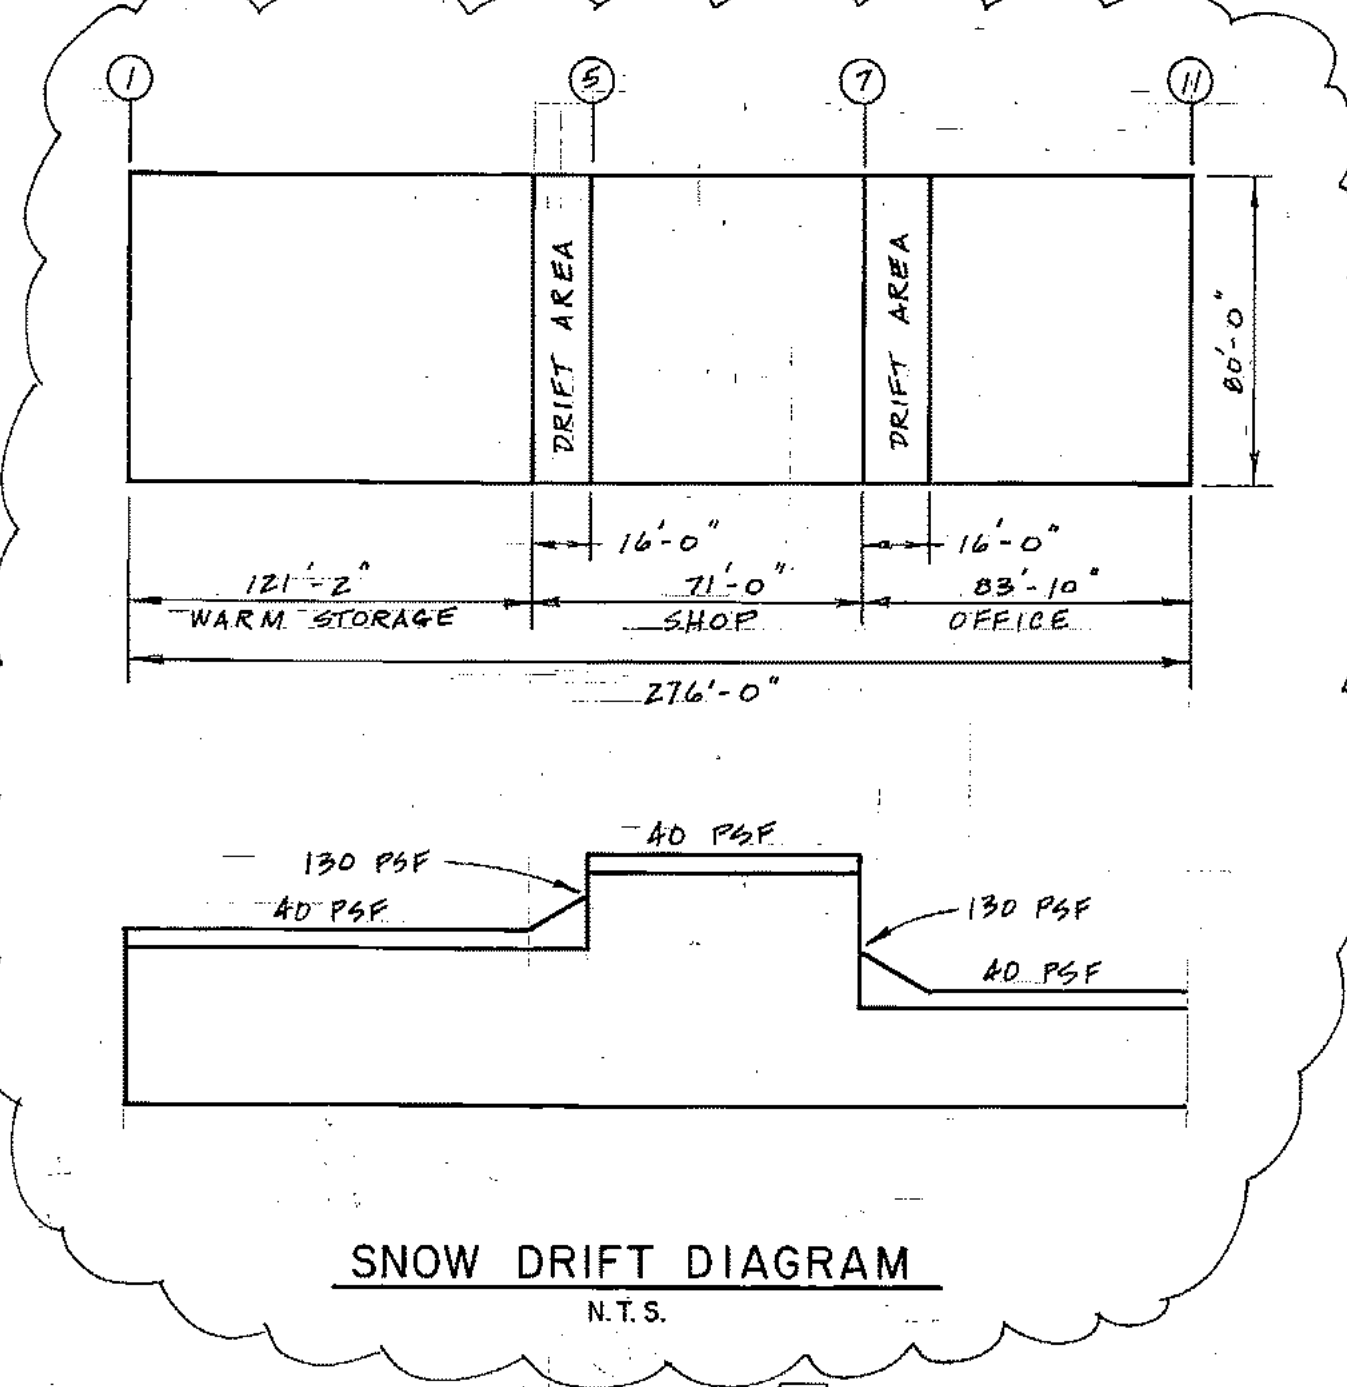 1 5 7 11
DRIFT AREA
DRIFT AREA
80'-0"
16'-0" 16'-0"
121'-2" 71'-0" 83'-10"
WARM STORAGE SHOP OFFICE
276'-0"
40 PSF
130 PSF
40 PSF
130 PSF
40 PSF
SNOW DRIFT DIAGRAM
N.T.S.